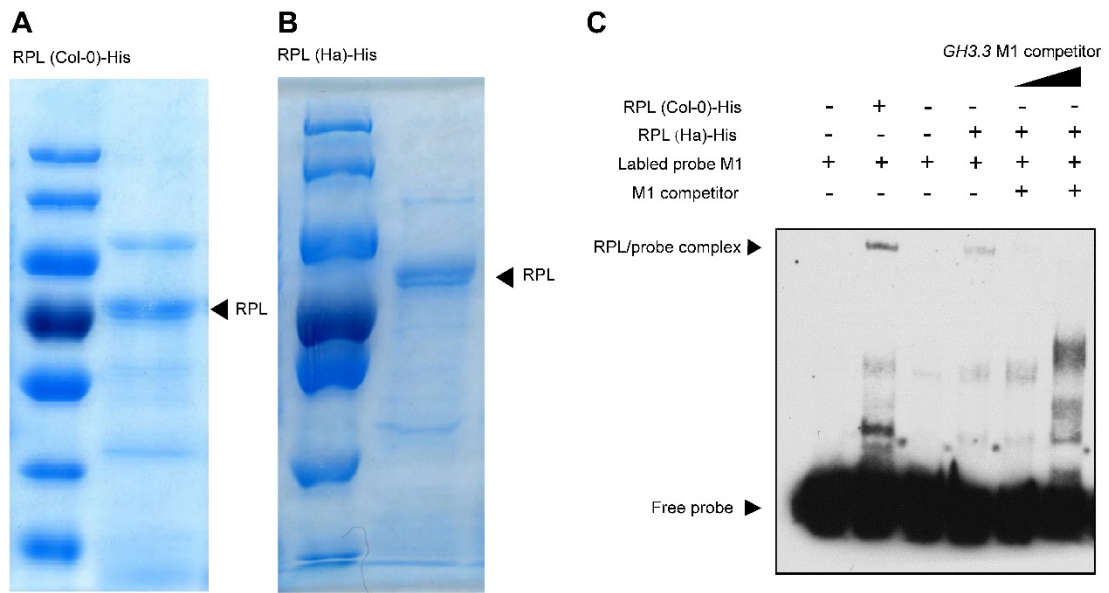 A
RPL (Col-0)-His
RPL
B
RPL (Ha)-His
RPL
C
GH3.3 M1 competitor
RPL (Col-0)-His - + - - - -
RPL (Ha)-His - - - + + +
Labled probe M1 + + + + + +
M1 competitor - - - - + +
RPL/probe complex
Free probe